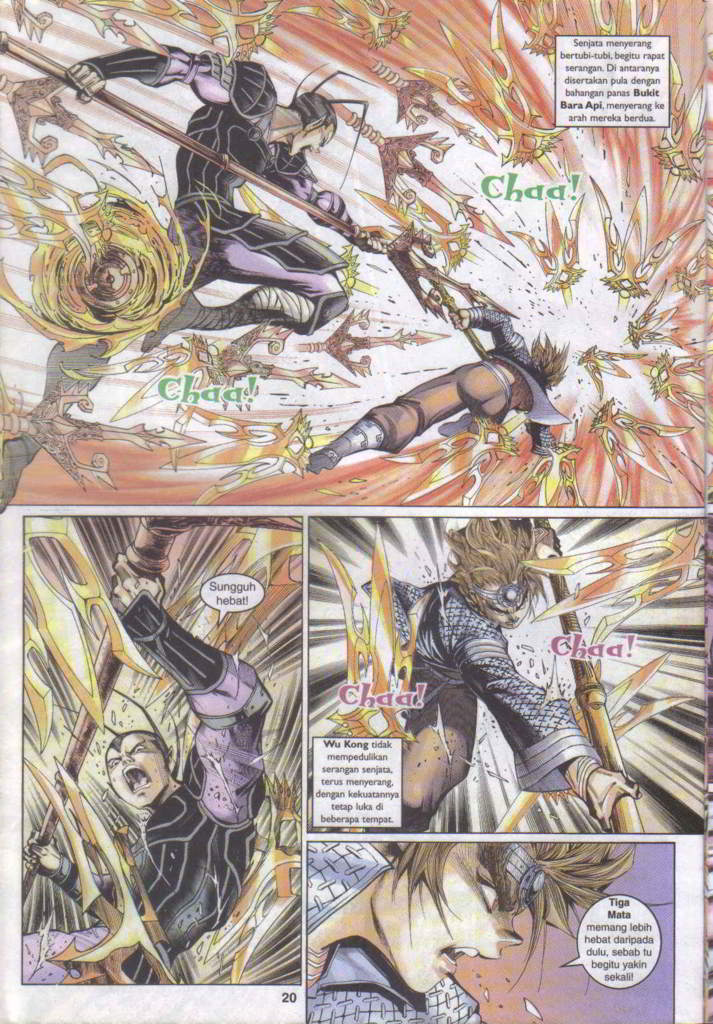 Senjata menyerang
bertubi-tubi, begitu rapat
serangan. Di antaranya
disertakan pula dengan
bahangan panas Bukit
Bara Api, menyerang ke
arah mereka berdua.
Chaa!
Chaa!
Sungguh
hebat!
Chaa!
Chaa!
Wu Kong tidak
mempedulikan
serangan senjata,
terus menyerang,
dengan kekuatannya
tetap luka di
beberapa tempat.
Tiga
Mata
memang lebih
hebat daripada
dulu, sebab tu
begitu yakin
sekali!
20